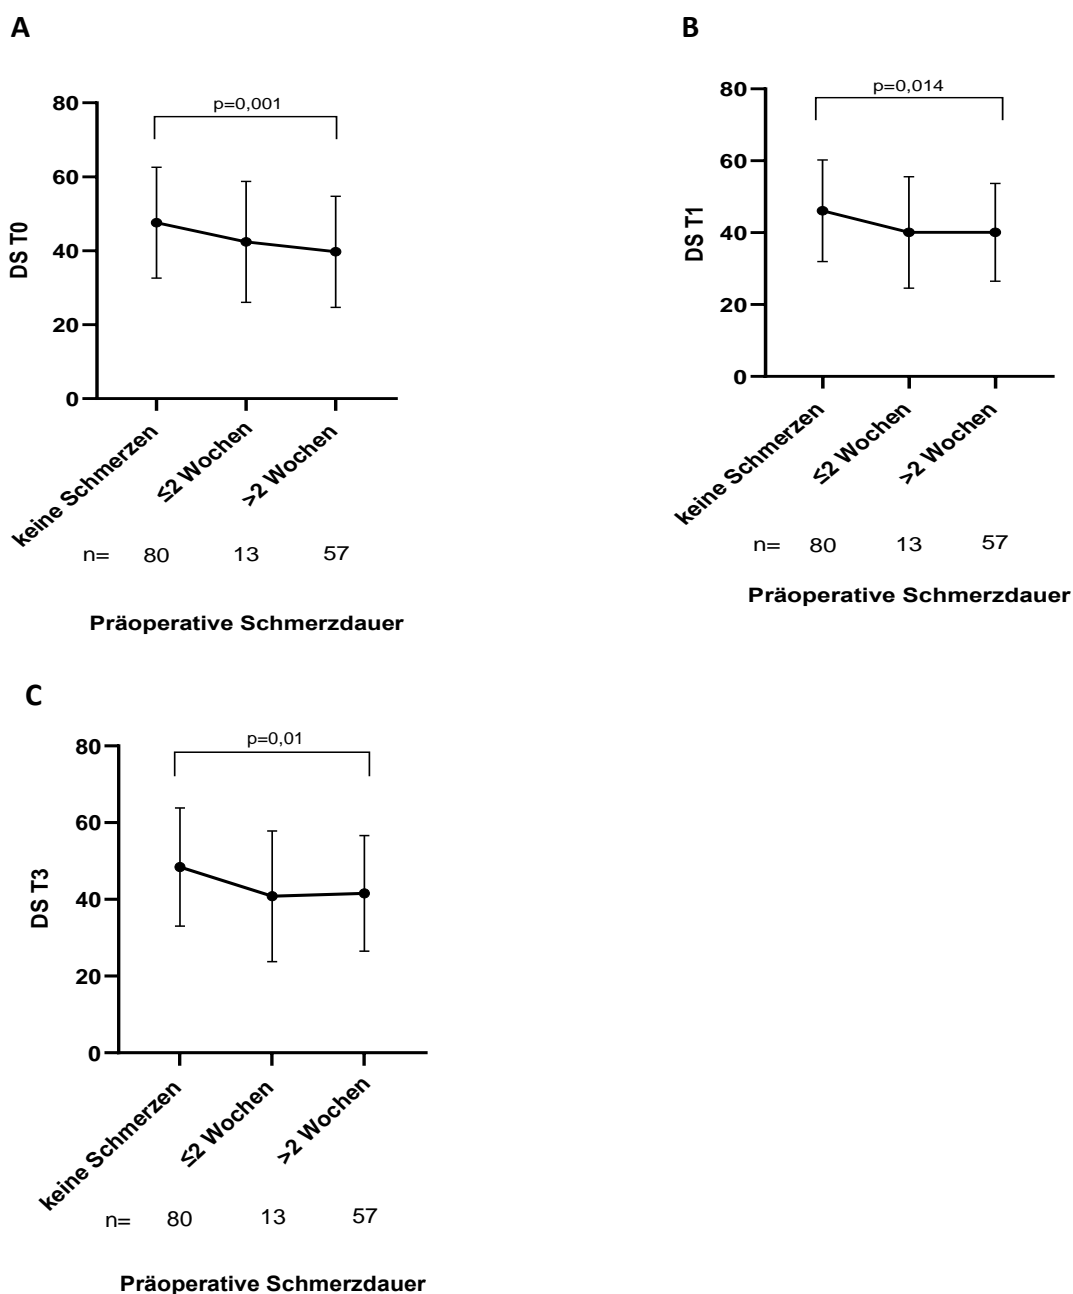 A
p=0,001
80
60
40
20
0
DS T0
keine Schmerzen
≤2 Wochen
>2 Wochen
n= 80 13 57
Präoperative Schmerzdauer
B
p=0,014
80
60
40
20
0
DS T1
keine Schmerzen
≤2 Wochen
>2 Wochen
n= 80 13 57
Präoperative Schmerzdauer
C
p=0,01
80
60
40
20
0
DS T3
keine Schmerzen
≤2 Wochen
>2 Wochen
n= 80 13 57
Präoperative Schmerzdauer